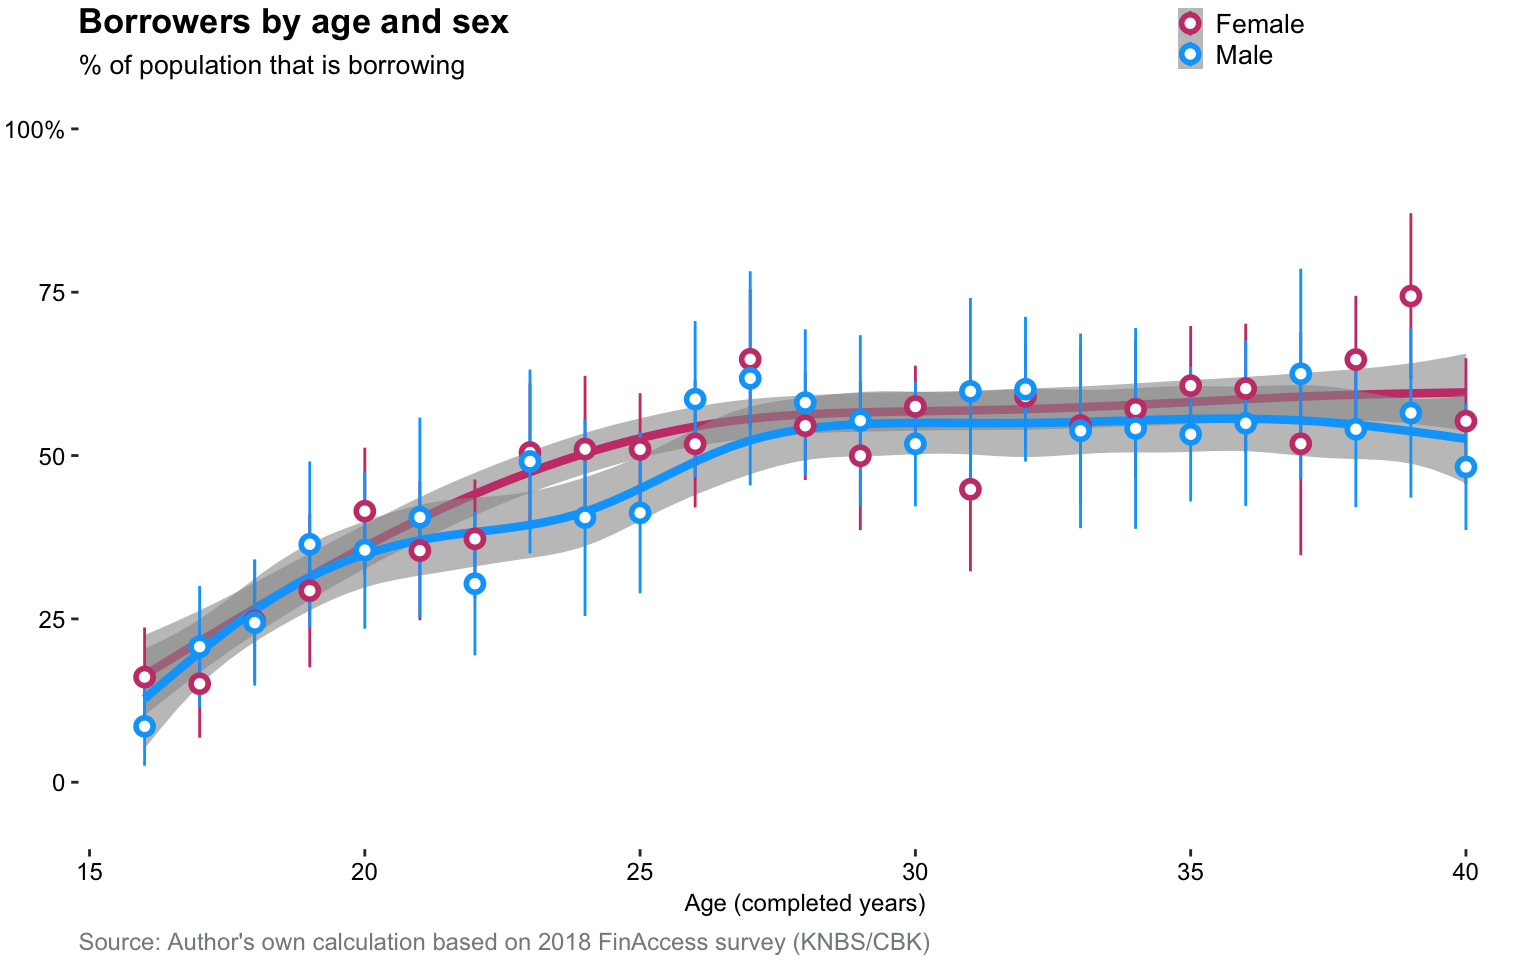 Borrowers by age and sex
% of population that is borrowing
Female
Male
100%
75
50
25
0
15 20 25 30 35 40
Age (completed years)
Source: Author's own calculation based on 2018 FinAccess survey (KNBS/CBK)